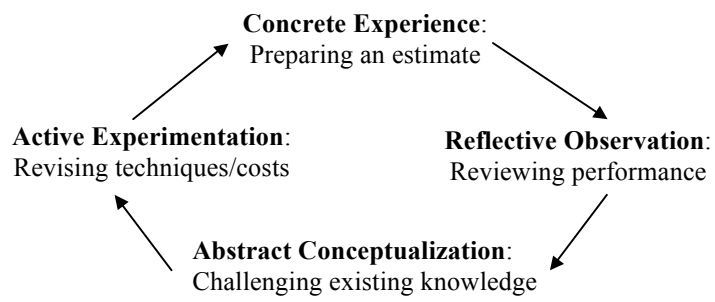 Concrete Experience:
Preparing an estimate
Active Experimentation:
Revising techniques/costs
Reflective Observation:
Reviewing performance
Abstract Conceptualization:
Challenging existing knowledge